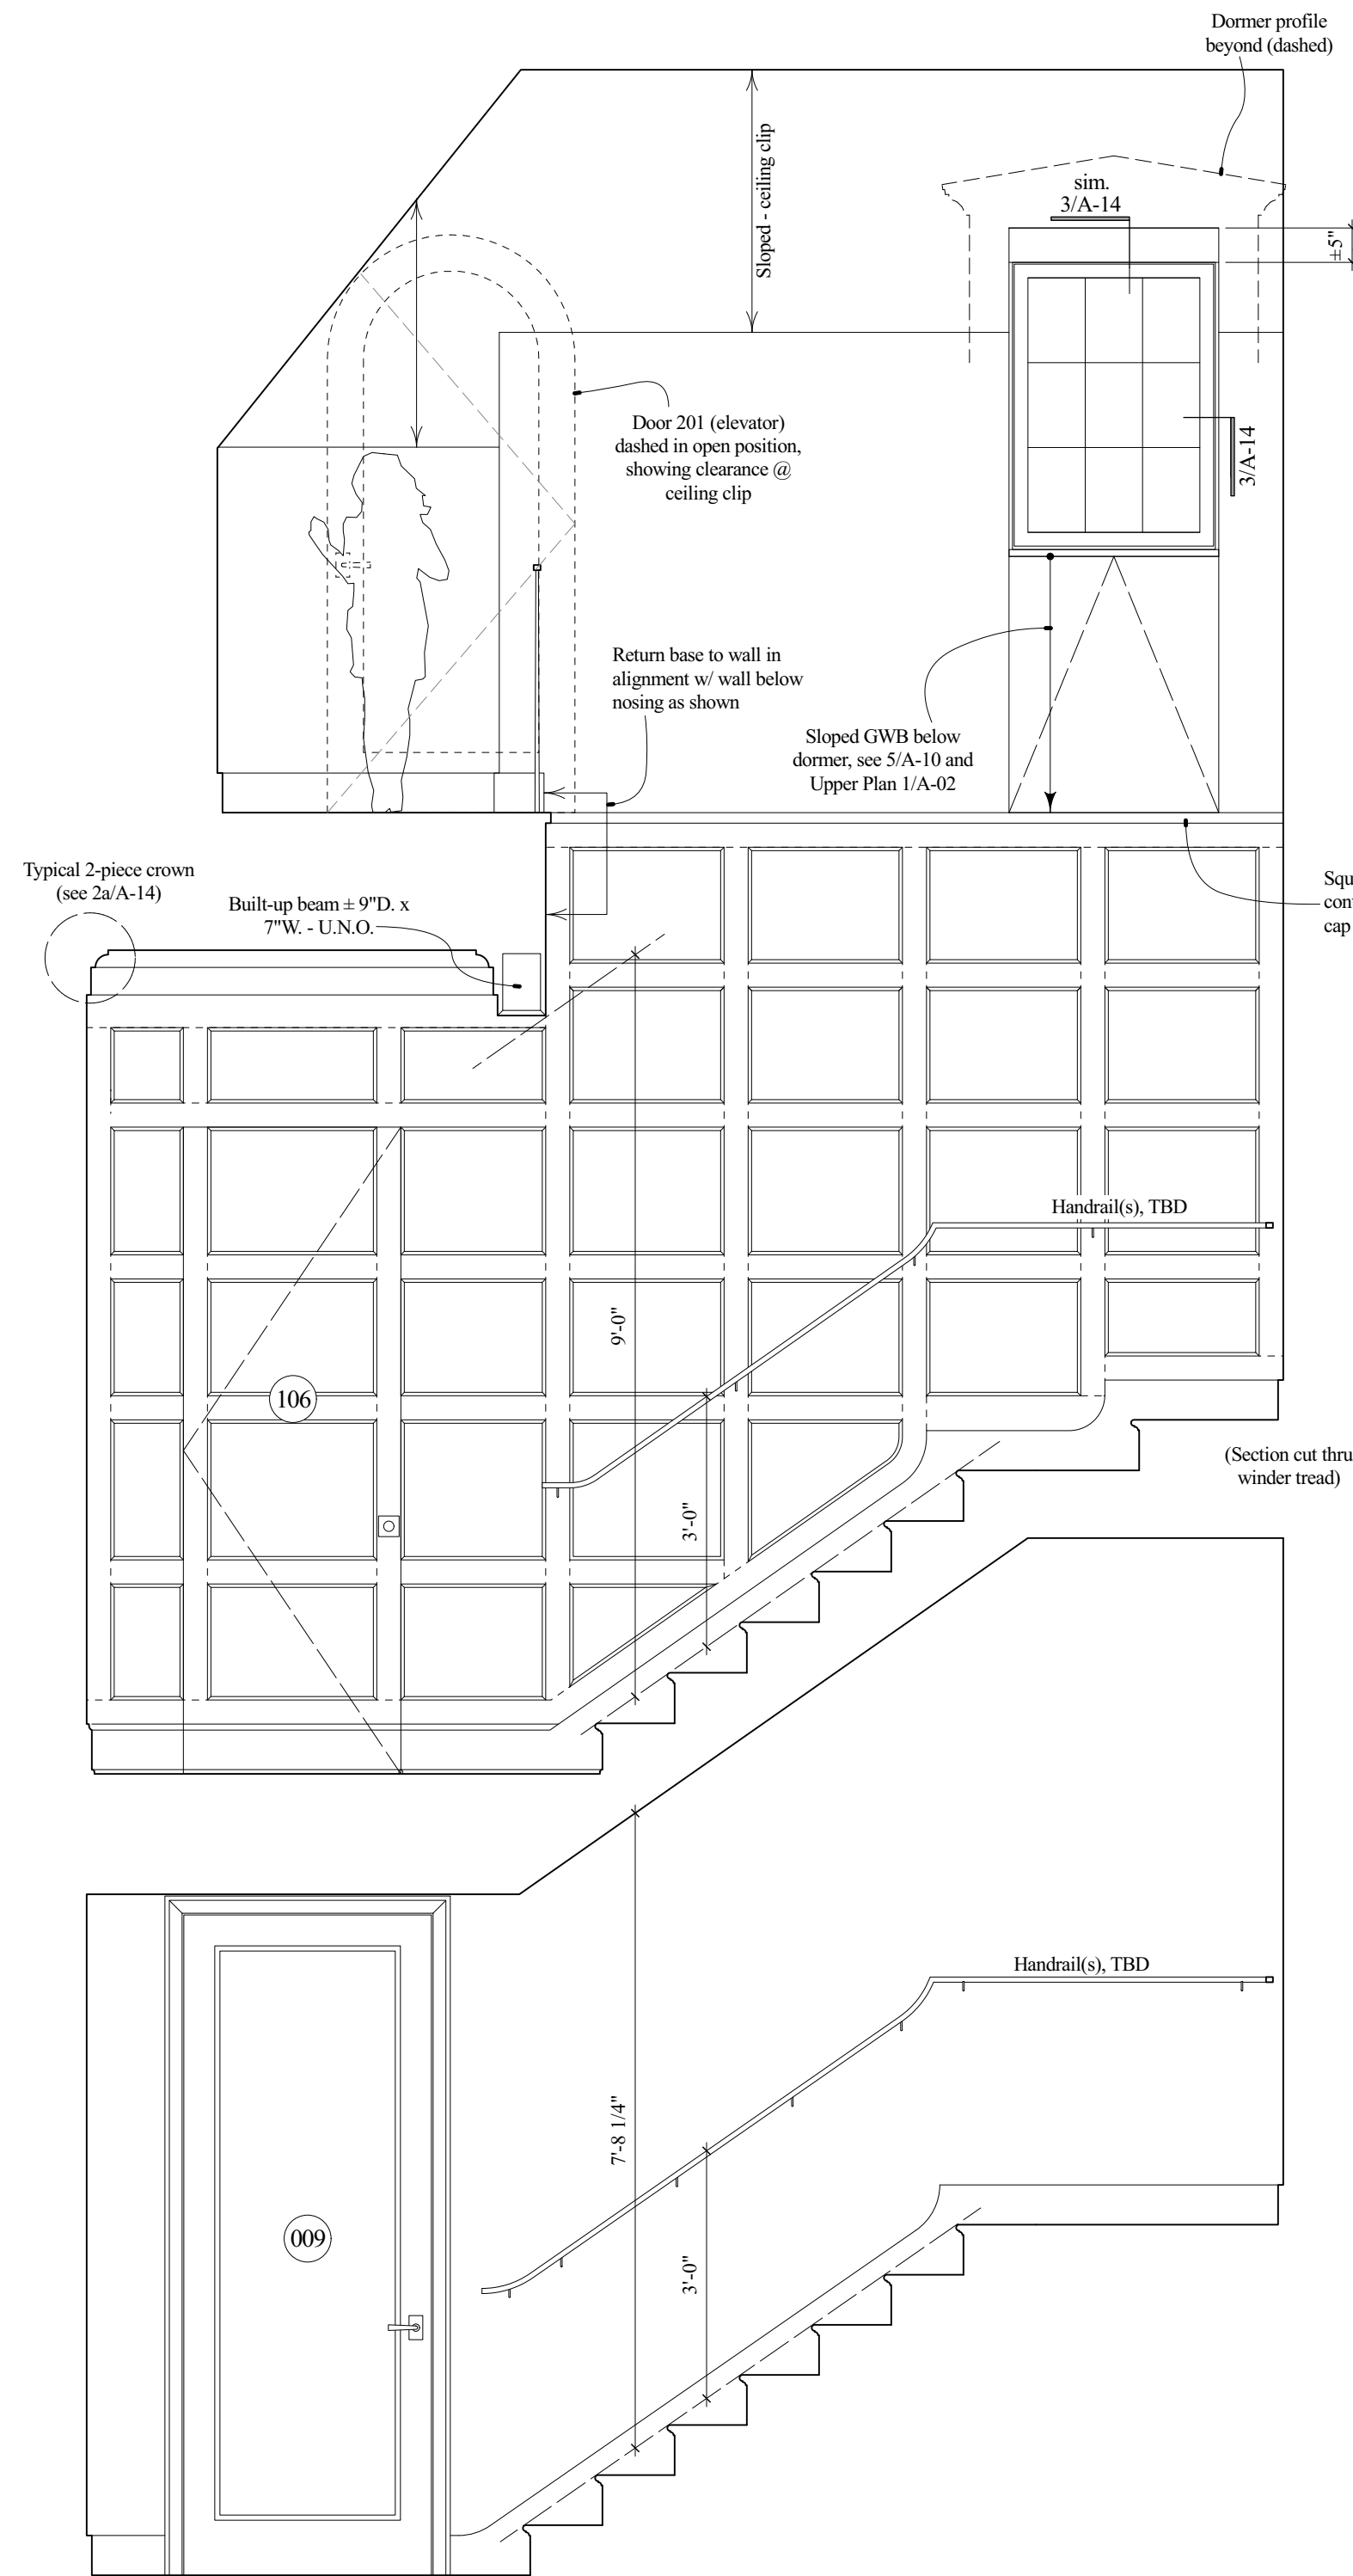 Dormer profile
beyond (dashed)
Sloped - ceiling clip
sim.
3/A-14
±5"
3/A-14
Door 201 (elevator)
dashed in open position,
showing clearance @
ceiling clip
Return base to wall in
alignment w/ wall below
nosing as shown
Sloped GWB below
dormer, see 5/A-10 and
Upper Plan 1/A-02
Typical 2-piece crown
(see 2a/A-14)
Built-up beam ± 9"D. x
7"W. - U.N.O.
Squ
con
cap
Handrail(s), TBD
9'-0"
106
3'-0"
(Section cut thru
winder tread)
Handrail(s), TBD
7'-8 1/4"
3'-0"
009